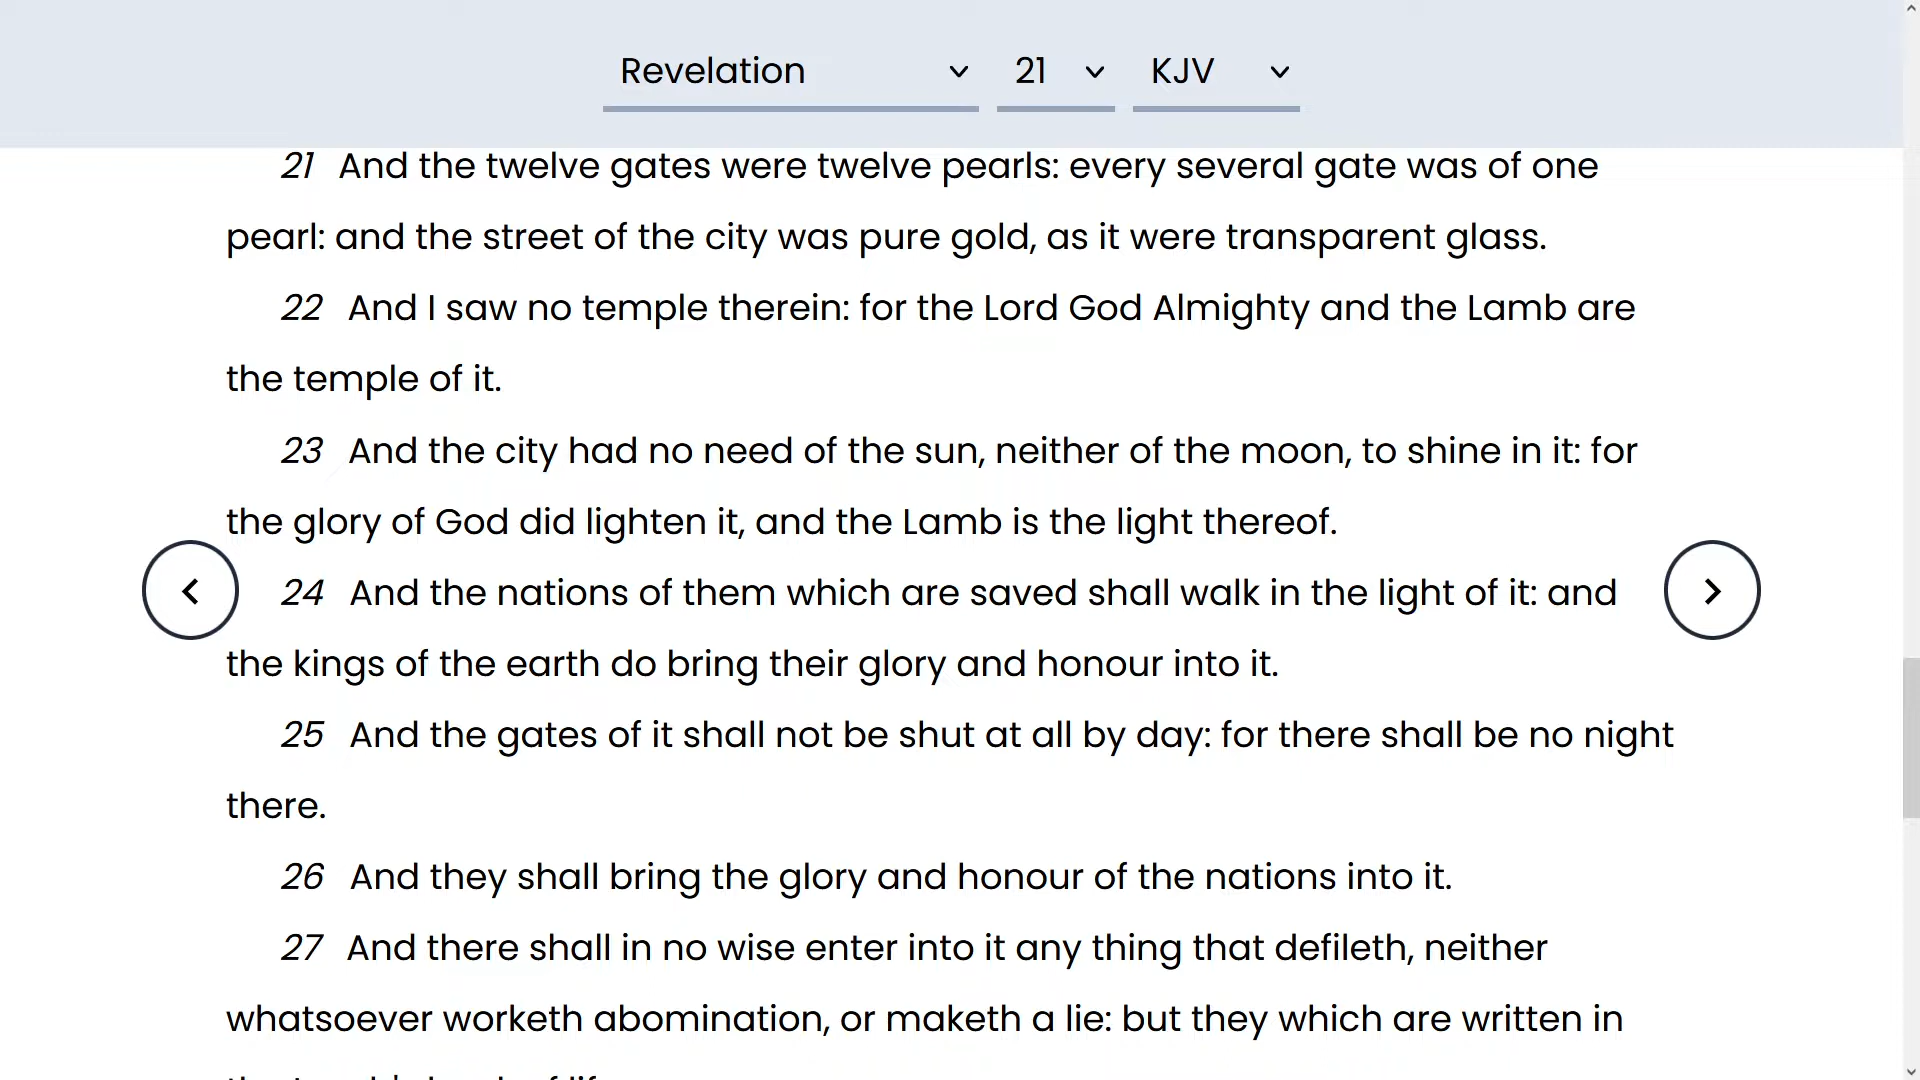 Revelation 21 KJV
21 And the twelve gates were twelve pearls: every several gate was of one
pearl: and the street of the city was pure gold, as it were transparent glass.
22 And I saw no temple therein: for the Lord God Almighty and the Lamb are
the temple of it.
23 And the city had no need of the sun, neither of the moon, to shine in it: for
the glory of God did lighten it, and the Lamb is the light thereof.
24 And the nations of them which are saved shall walk in the light of it: and
the kings of the earth do bring their glory and honour into it.
25 And the gates of it shall not be shut at all by day: for there shall be no night
there.
26 And they shall bring the glory and honour of the nations into it.
27 And there shall in no wise enter into it any thing that defileth, neither
whatsoever worketh abomination, or maketh a lie: but they which are written in